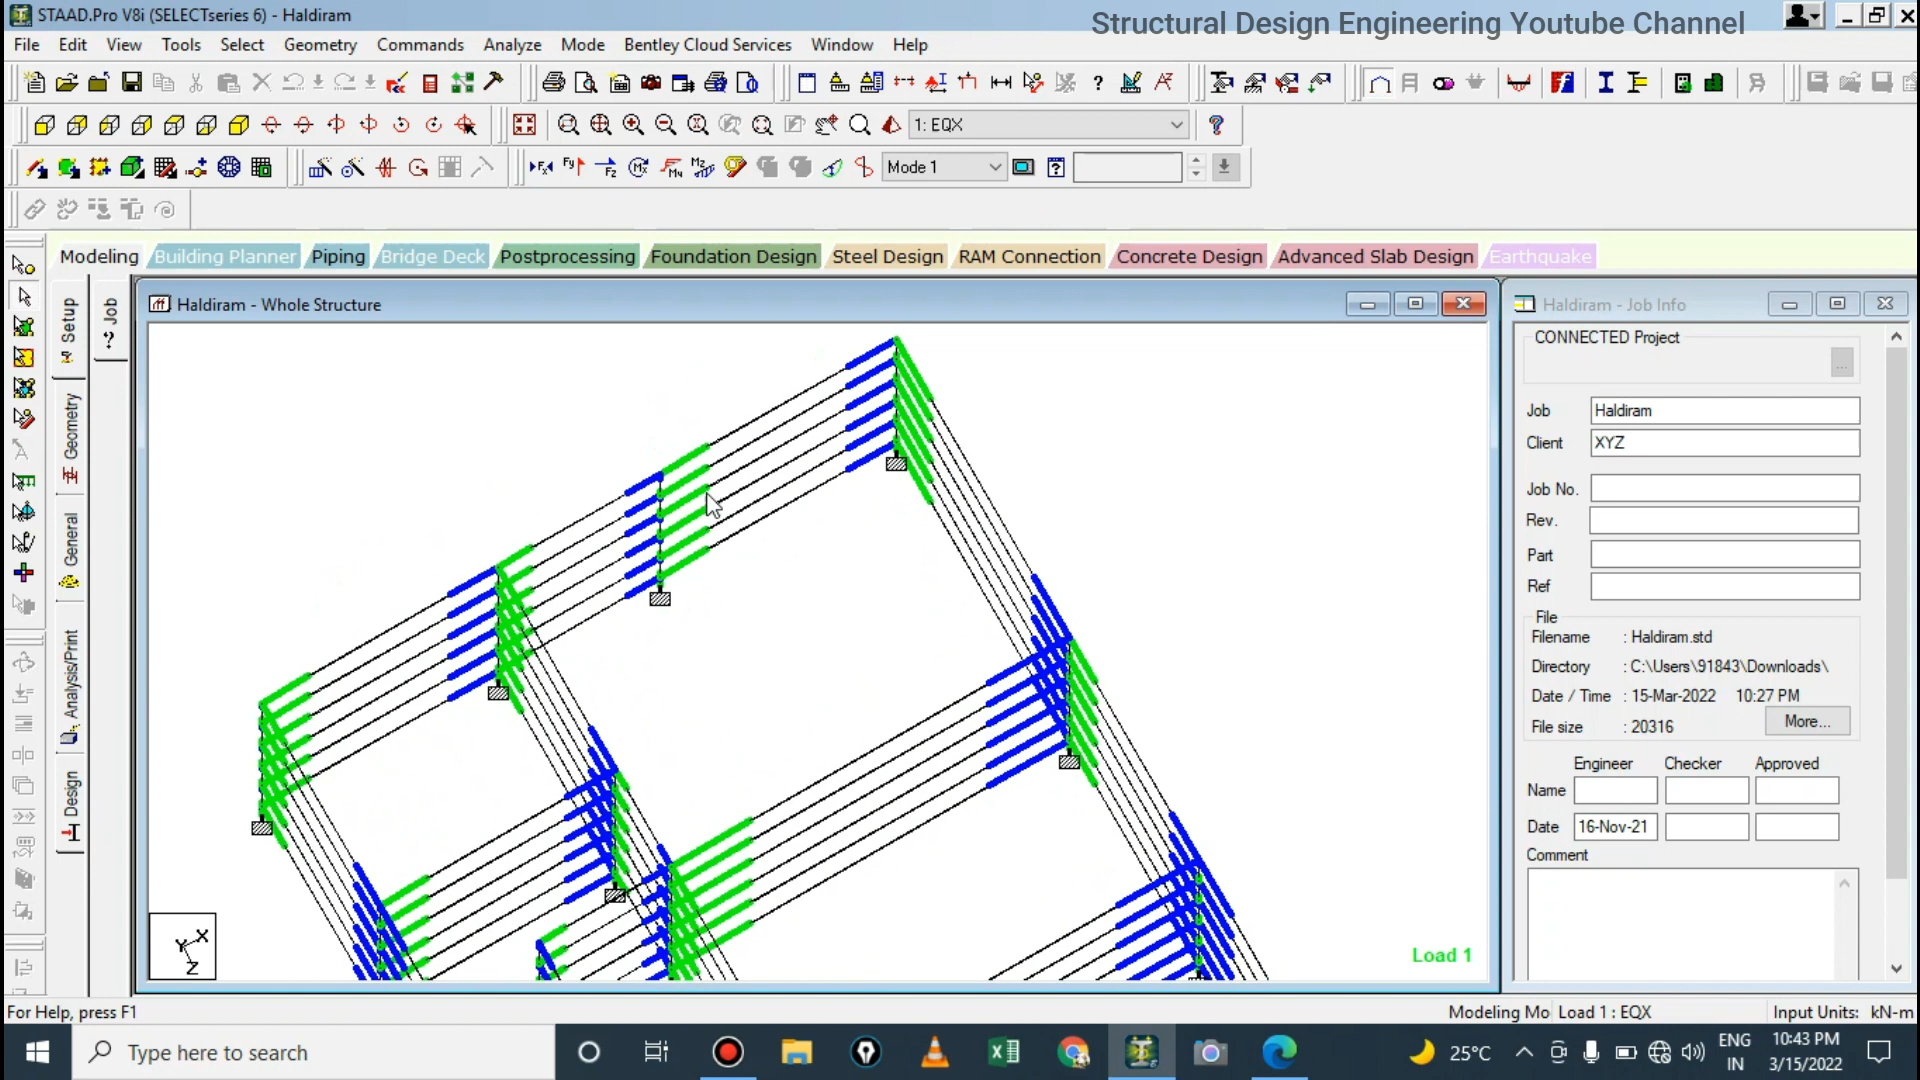 STAAD.Pro V8i (SELECTseries 6) - Haldiram
Structural Design Engineering Youtube Channel
File Edit View Tools Select Geometry Commands Analyze Mode Bentley Cloud Services Window Help
1: EQX
Mode 1
Modeling Building Planner Piping Bridge Deck Postprocessing Foundation Design Steel Design RAM Connection Concrete Design Advanced Slab Design Earthquake
Setup
Job
Geometry
General
Analysis/Print
Design
Haldiram - Whole Structure
Y X
Z
Load 1
Haldiram - Job Info
CONNECTED Project
...
Job Haldiram
Client XYZ
Job No.
Rev.
Part
Ref
File
Filename : Haldiram.std
Directory : C:\Users\91843\Downloads\
Date / Time : 15-Mar-2022 10:27 PM
File size : 20316 More...
Engineer Checker Approved
Name
Date 16-Nov-21
Comment
For Help, press F1
Modeling Mo Load 1 : EQX Input Units: kN-m
Type here to search
25°C
ENG
IN
10:43 PM
3/15/2022